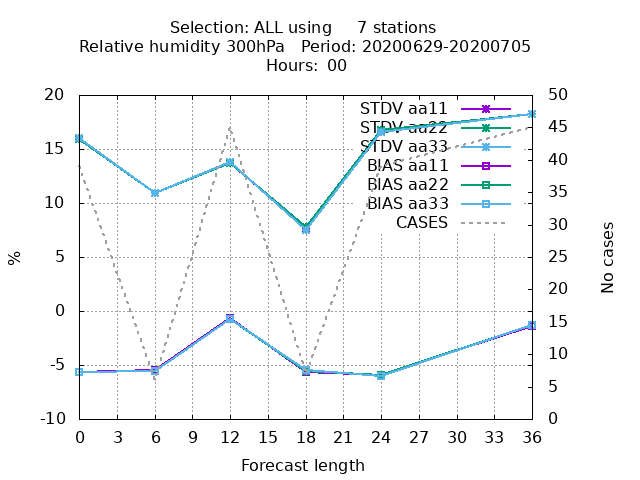 Selection: ALL using 7 stations
Relative humidity 300hPa Period: 20200629-20200705
Hours: 00
20 50
STDV aa11
45
STDV aa22
15 STDV aa33 40
BIAS aa11
35
BIAS aa22
10 BIAS aa33
30
CASES
%
5 25
No cases
20
0
15
-5 10
5
-10 0
0 3 6 9 12 15 18 21 24 27 30 33 36
Forecast length